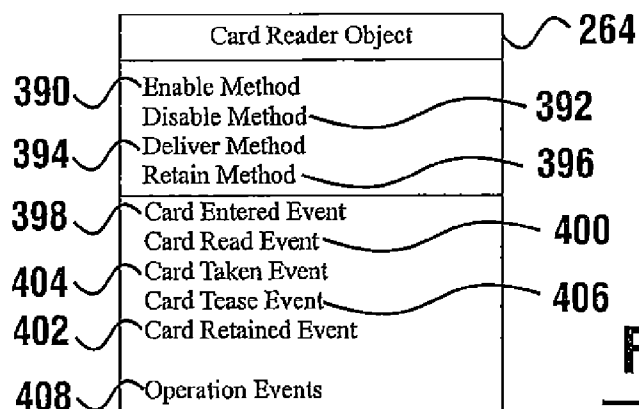 Card Reader Object 264
390 Enable Method
Disable Method 392
394 Deliver Method
Retain Method 396
398 Card Entered Event
Card Read Event 400
404 Card Taken Event
Card Tease Event 406
402 Card Retained Event
408 Operation Events